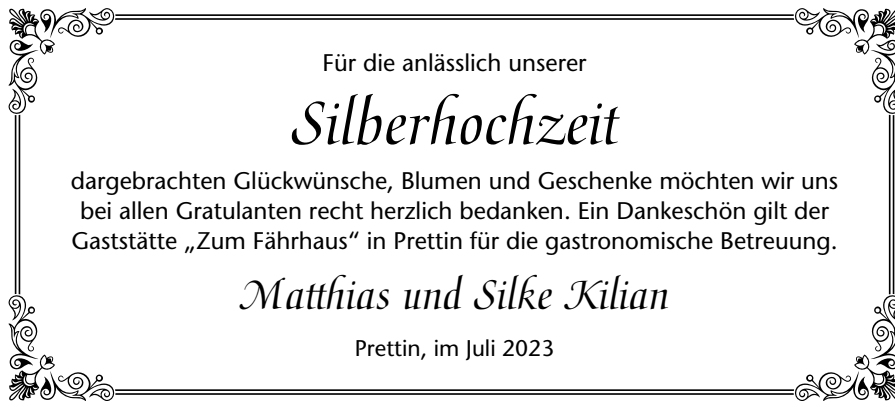 Für die anlässlich unserer
Silberhochzeit
dargebrachten Glückwünsche, Blumen und Geschenke möchten wir uns
bei allen Gratulanten recht herzlich bedanken. Ein Dankeschön gilt der
Gaststätte „Zum Fährhaus“ in Prettin für die gastronomische Betreuung.
Matthias und Silke Kilian
Prettin, im Juli 2023